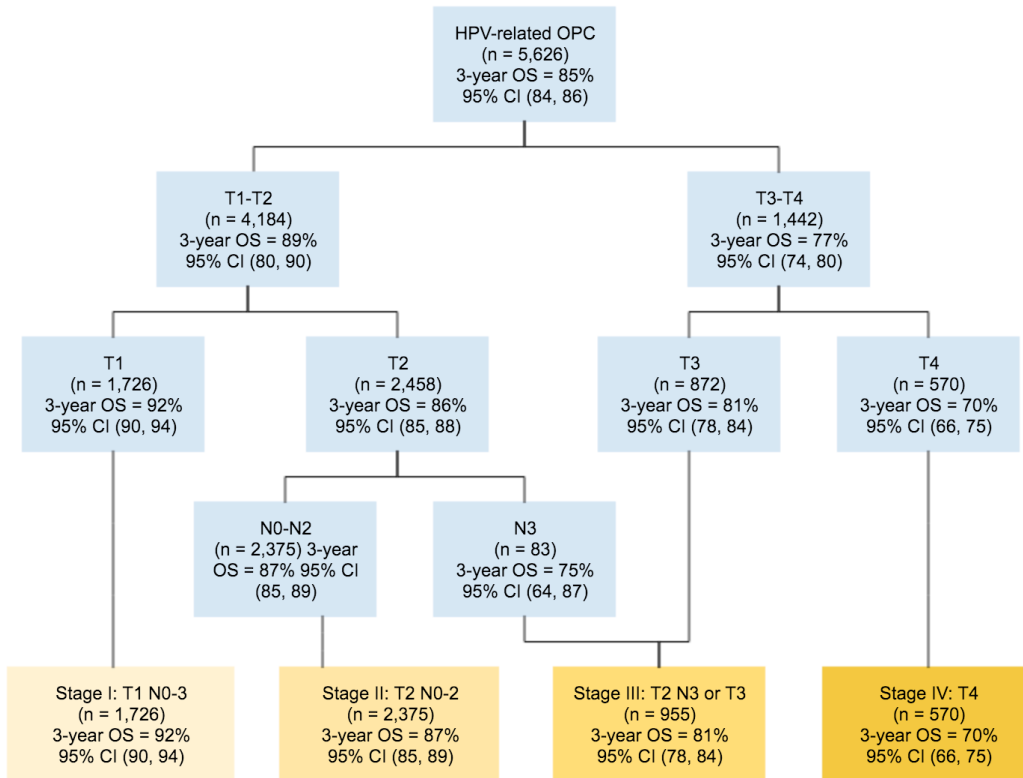 HPV-related OPC
(n = 5,626)
3-year OS = 85%
95% CI (84, 86)
T1-T2
(n = 4,184)
3-year OS = 89%
95% CI (80, 90)
T3-T4
(n = 1,442)
3-year OS = 77%
95% CI (74, 80)
T1
(n = 1,726)
3-year OS = 92%
95% CI (90, 94)
T2
(n = 2,458)
3-year OS = 86%
95% CI (85, 88)
T3
(n = 872)
3-year OS = 81%
95% CI (78, 84)
T4
(n = 570)
3-year OS = 70%
95% CI (66, 75)
N0-N2
(n = 2,375) 3-year
OS = 87% 95% CI
(85, 89)
N3
(n = 83)
3-year OS = 75%
95% CI (64, 87)
Stage I: T1 N0-3
(n = 1,726)
3-year OS = 92%
95% CI (90, 94)
Stage II: T2 N0-2
(n = 2,375)
3-year OS = 87%
95% CI (85, 89)
Stage III: T2 N3 or T3
(n = 955)
3-year OS = 81%
95% CI (78, 84)
Stage IV: T4
(n = 570)
3-year OS = 70%
95% CI (66, 75)